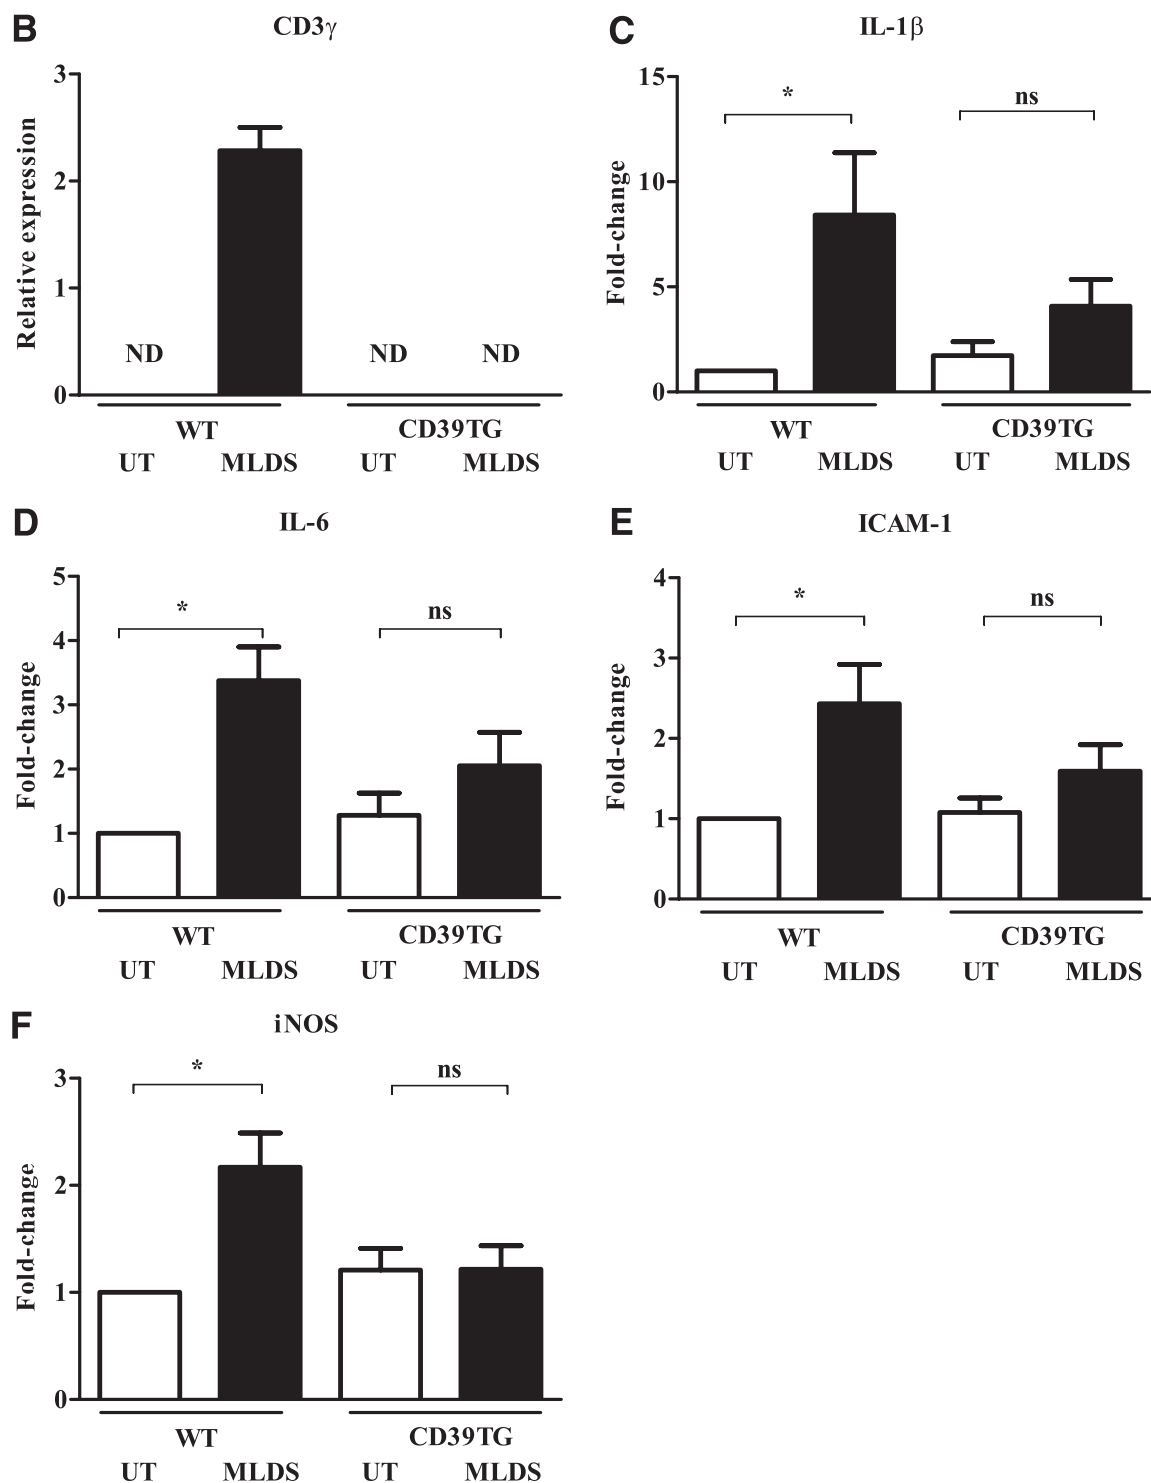 B
CD3γ
Relative expression
3
2
1
0
ND
ND
ND
WT
CD39TG
UT
MLDS
UT
MLDS
C
IL-1β
Fold-change
15
10
5
0
*
ns
WT
CD39TG
UT
MLDS
UT
MLDS
D
IL-6
Fold-change
5
4
3
2
1
0
*
ns
WT
CD39TG
UT
MLDS
UT
MLDS
E
ICAM-1
Fold-change
4
3
2
1
0
*
ns
WT
CD39TG
UT
MLDS
UT
MLDS
F
iNOS
Fold-change
3
2
1
0
*
ns
WT
CD39TG
UT
MLDS
UT
MLDS